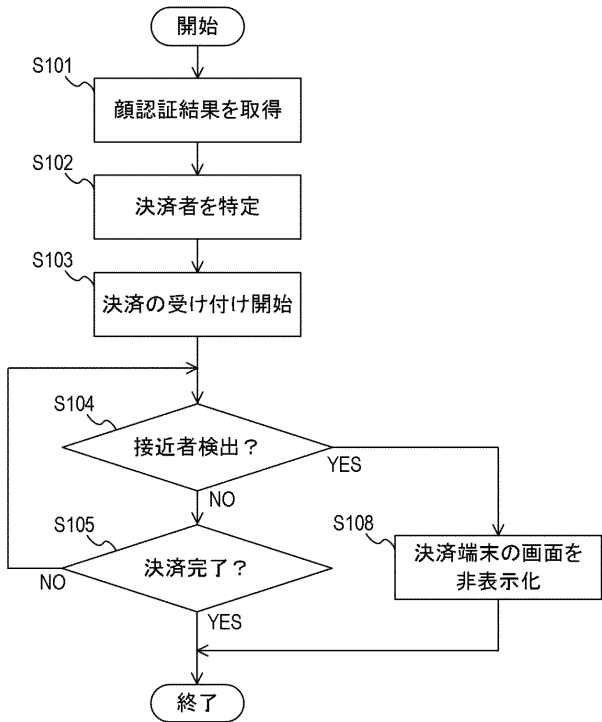 開始
S101
顔認証結果を取得
S102
決済者を特定
S103
決済の受け付け開始
S104
接近者検出？
YES
NO
S105
決済完了？
NO
YES
S108
決済端末の画面を
非表示化
終了